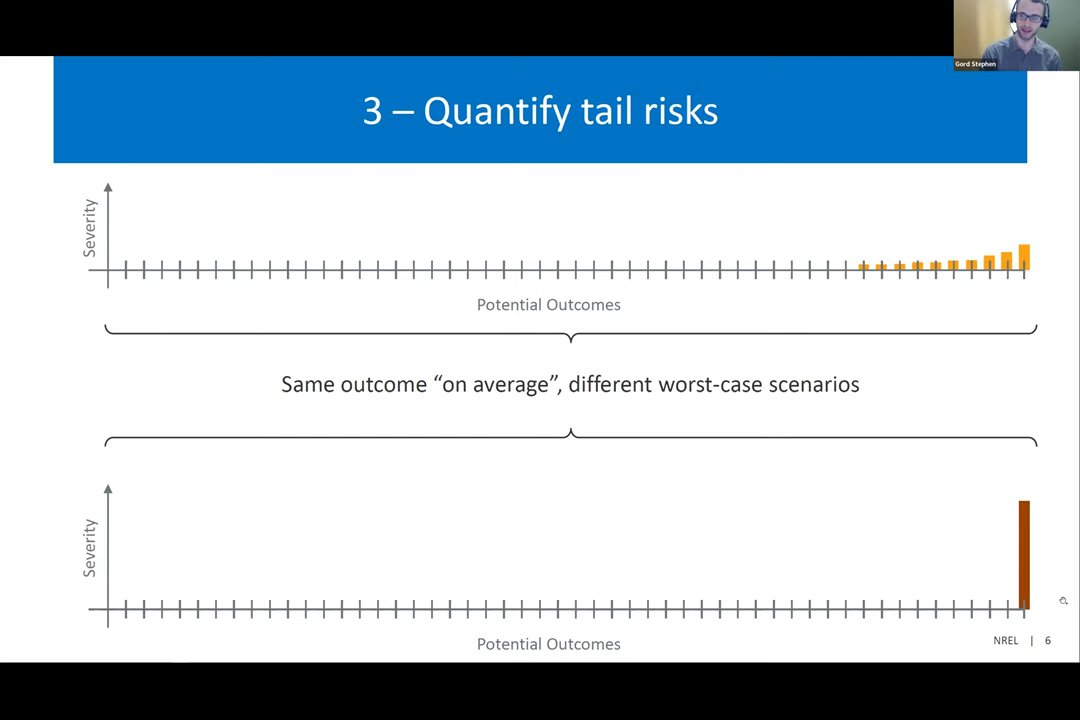 Gord Stephen
3 – Quantify tail risks
Severity
Potential Outcomes
Same outcome “on average”, different worst-case scenarios
Severity
Potential Outcomes
NREL | 6